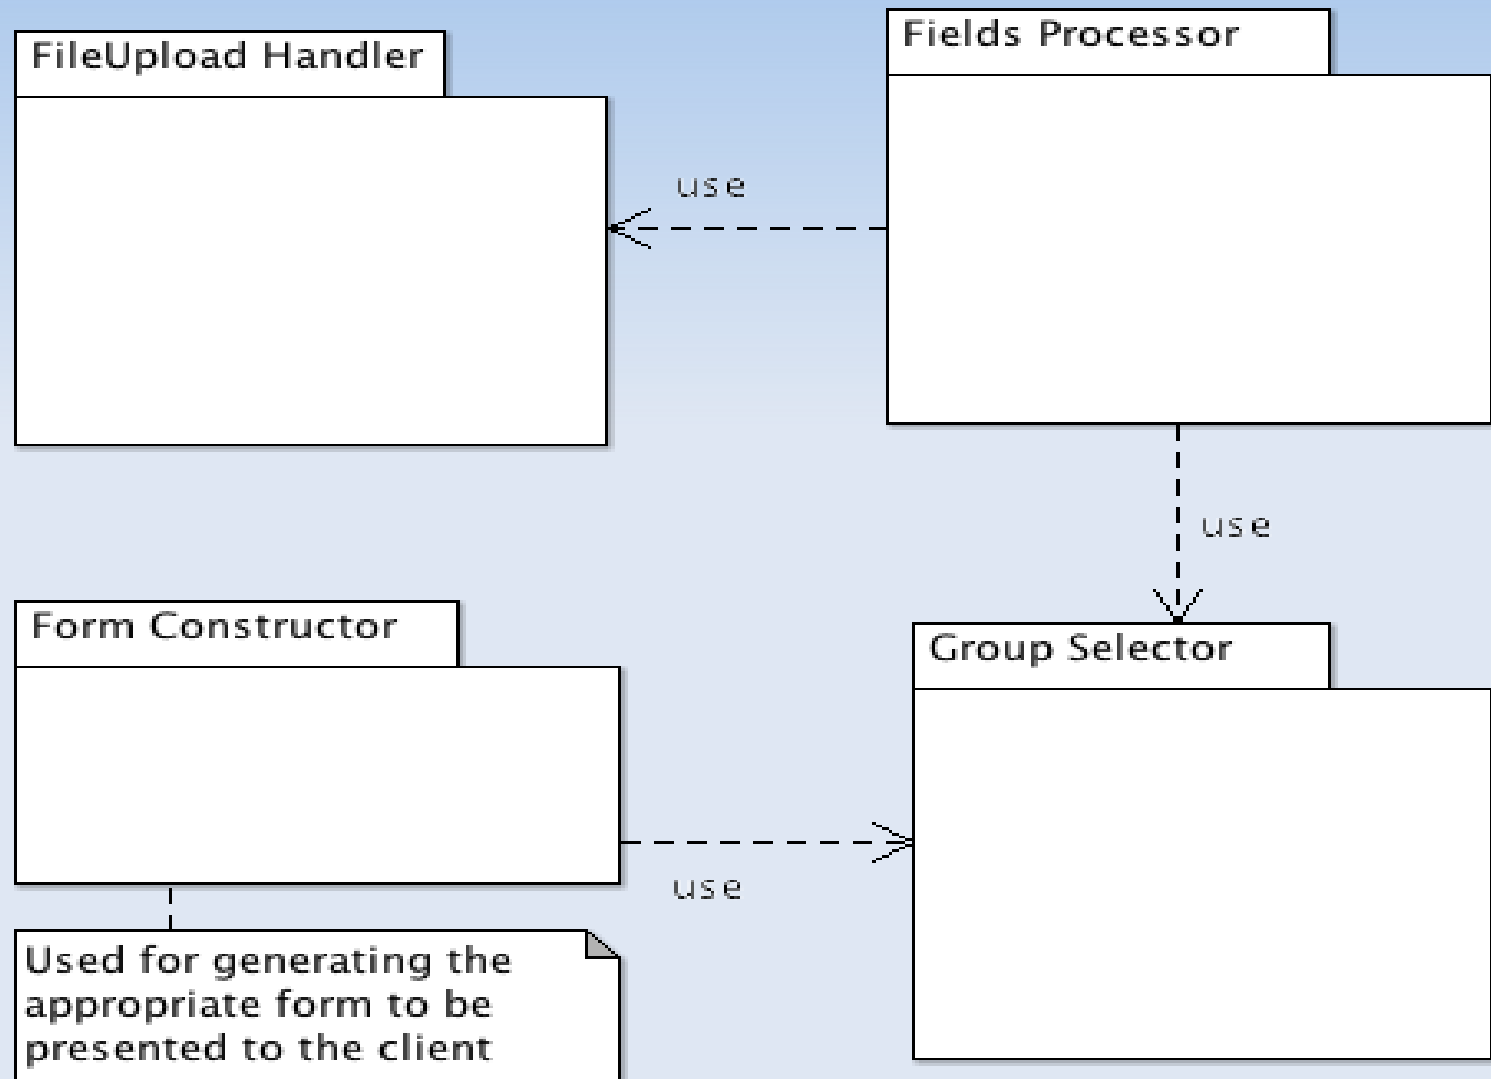 FileUpload Handler
Fields Processor
use
use
Form Constructor
Group Selector
use
Used for generating the
appropriate form to be
presented to the client